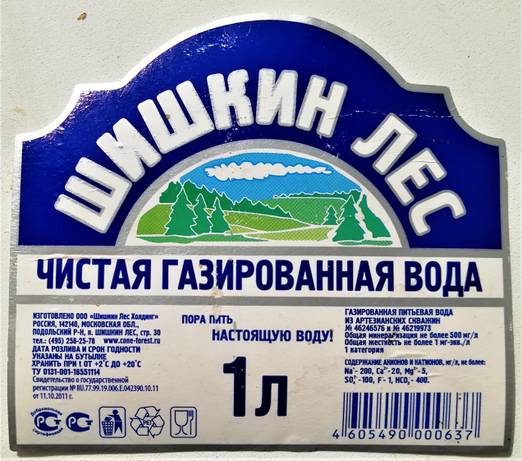 ШИШКИН ЛЕС
ЧИСТАЯ ГАЗИРОВАННАЯ ВОДА
ИЗГОТОВЛЕНО ООО «Шишкин Лес Холдинг»
РОССИЯ, 142140, МОСКОВСКАЯ ОБЛ.,
ПОДОЛЬСКИЙ Р-Н, п. ШИШКИН ЛЕС, стр. 30
тел.: (495) 258-25-78 www.cone-forest.ru
ДАТА РОЗЛИВА И СРОК ГОДНОСТИ
УКАЗАНЫ НА БУТЫЛКЕ
ХРАНИТЬ ПРИ t ОТ +2°С ДО +20°С
ТУ 0131-001-18551114
Свидетельство о государственной
регистрации № RU.77.99.19.006.Е.042390.10.11
от 11.10.2011 г.
Добровольная
сертификация
РСТ
PET
ПОРА ПИТЬ
НАСТОЯЩУЮ ВОДУ!
1л
ГАЗИРОВАННАЯ ПИТЬЕВАЯ ВОДА
ИЗ АРТЕЗИАНСКИХ СКВАЖИН
№ 46246576 и № 46219973
Общая минерализация не более 500 мг/л
Общая жесткость не более 1 мг-экв./л
1 категория
СОДЕРЖАНИЕ АНИОНОВ И КАТИОНОВ, мг/л, не более:
Na⁺- 200, Ca²⁺-20, Mg²⁺-5,
SO₄⁻-100, F⁻- 1, HCO₃⁻- 400.
4 605490 000637